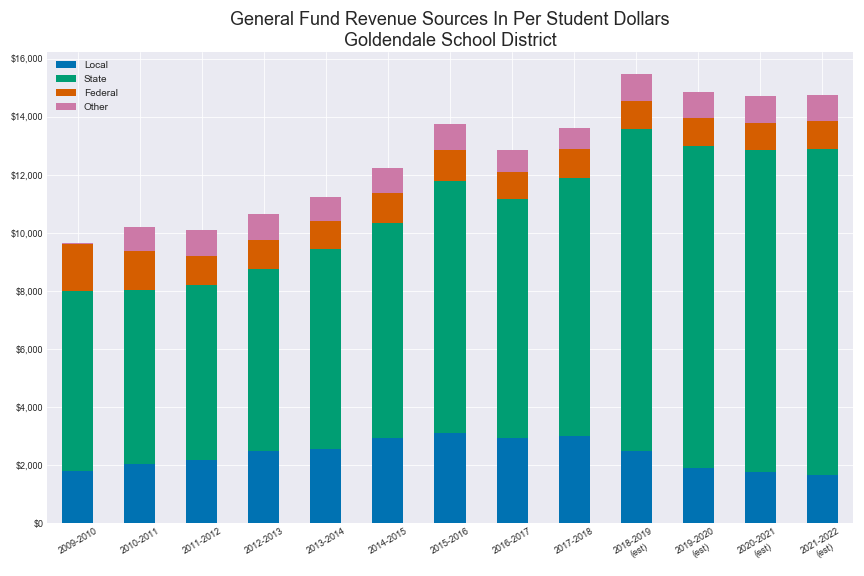 General Fund Revenue Sources In Per Student Dollars
Goldendale School District
$16,000
$14,000
$12,000
$10,000
$8,000
$6,000
$4,000
$2,000
$0
Local
State
Federal
Other
2009-2010
2010-2011
2011-2012
2012-2013
2013-2014
2014-2015
2015-2016
2016-2017
2017-2018
2018-2019
(est)
2019-2020
(est)
2020-2021
(est)
2021-2022
(est)